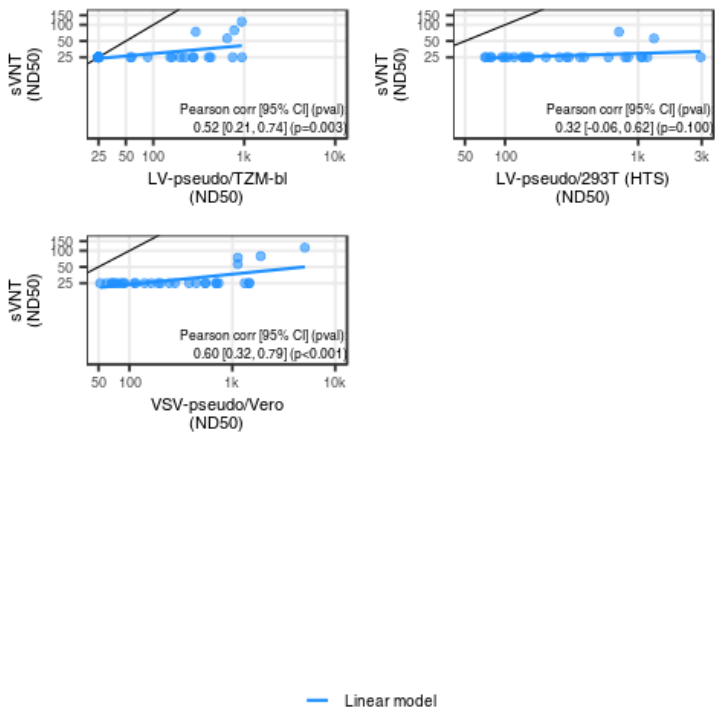 150
100
50
25
sVNT
(ND50)
Pearson corr [95% CI] (pval):
0.52 [0.21, 0.74] (p=0.003)
25 50 100 1k 10k
LV-pseudo/TZM-bl
(ND50)
150
100
50
25
sVNT
(ND50)
Pearson corr [95% CI] (pval):
0.32 [-0.06, 0.62] (p=0.100)
50 100 1k 3k
LV-pseudo/293T (HTS)
(ND50)
150
100
50
25
sVNT
(ND50)
Pearson corr [95% CI] (pval):
0.60 [0.32, 0.79] (p<0.001)
50 100 1k 10k
VSV-pseudo/Vero
(ND50)
Linear model